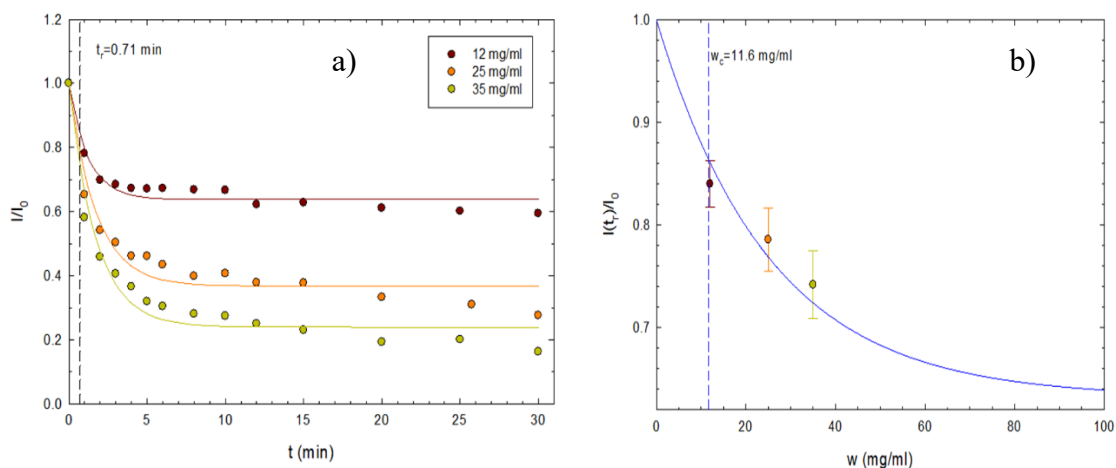 a)
t_r=0.71 min
12 mg/ml
25 mg/ml
35 mg/ml
I/I_0
1.0
0.8
0.6
0.4
0.2
0.0
0 5 10 15 20 25 30
t (min)
b)
w_c=11.6 mg/ml
I(t_r)/I_0
1.0
0.9
0.8
0.7
0 20 40 60 80 100
w (mg/ml)